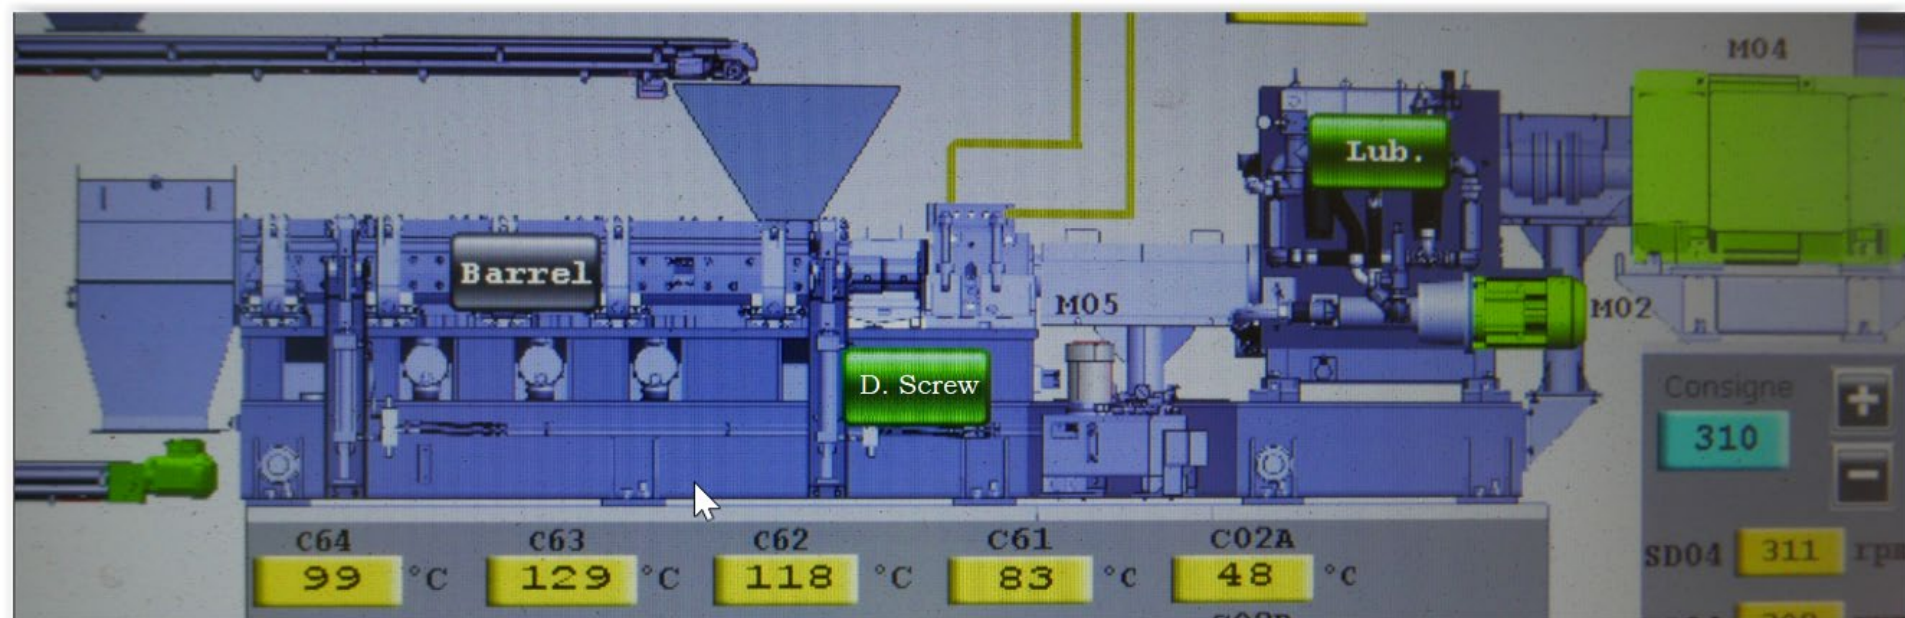 M04
Lub.
Barrel
M05
M02
D. Screw
Consigne
+
310
-
C64
C63
C62
C61
C02A
99 °C
129 °C
118 °C
83 °C
48 °C
SD04 311